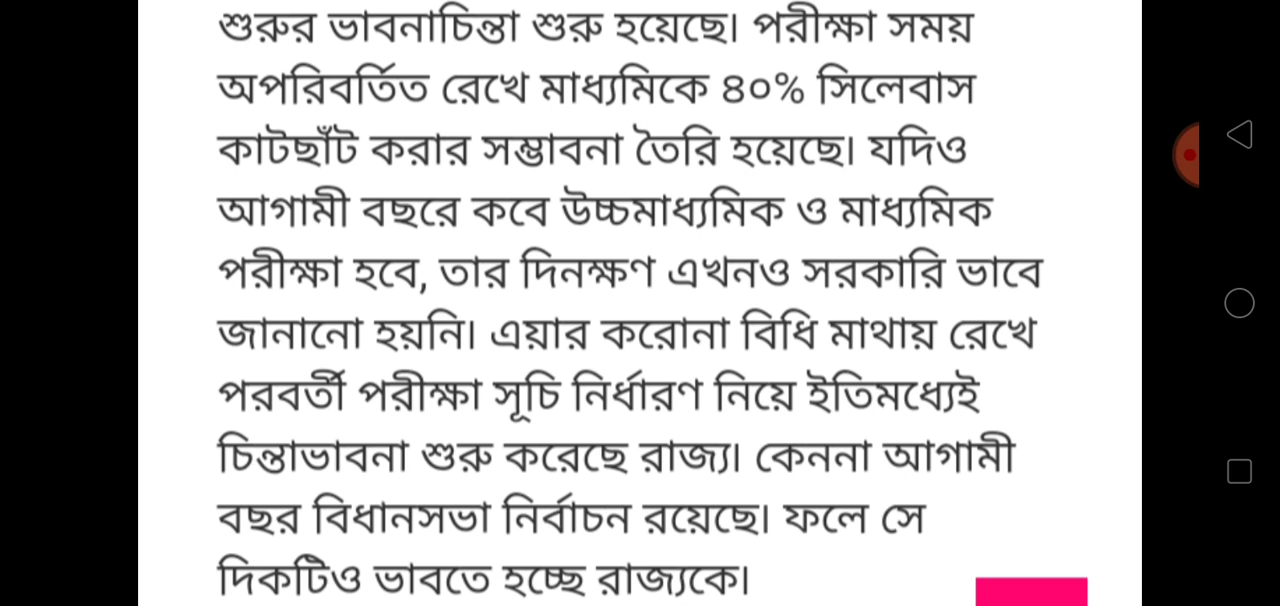 শুরুর ভাবনাচিন্তা শুরু হয়েছে। পরীক্ষা সময়
অপরিবর্তিত রেখে মাধ্যমিকে ৪০% সিলেবাস
কাটছাঁট করার সম্ভাবনা তৈরি হয়েছে। যদিও
আগামী বছরে কবে উচ্চমাধ্যমিক ও মাধ্যমিক
পরীক্ষা হবে, তার দিনক্ষণ এখনও সরকারি ভাবে
জানানো হয়নি। এয়ার করোনা বিধি মাথায় রেখে
পরবর্তী পরীক্ষা সূচি নির্ধারণ নিয়ে ইতিমধ্যেই
চিন্তাভাবনা শুরু করেছে রাজ্য। কেননা আগামী
বছর বিধানসভা নির্বাচন রয়েছে। ফলে সে
দিকটিও ভাবতে হচ্ছে রাজ্যকে।